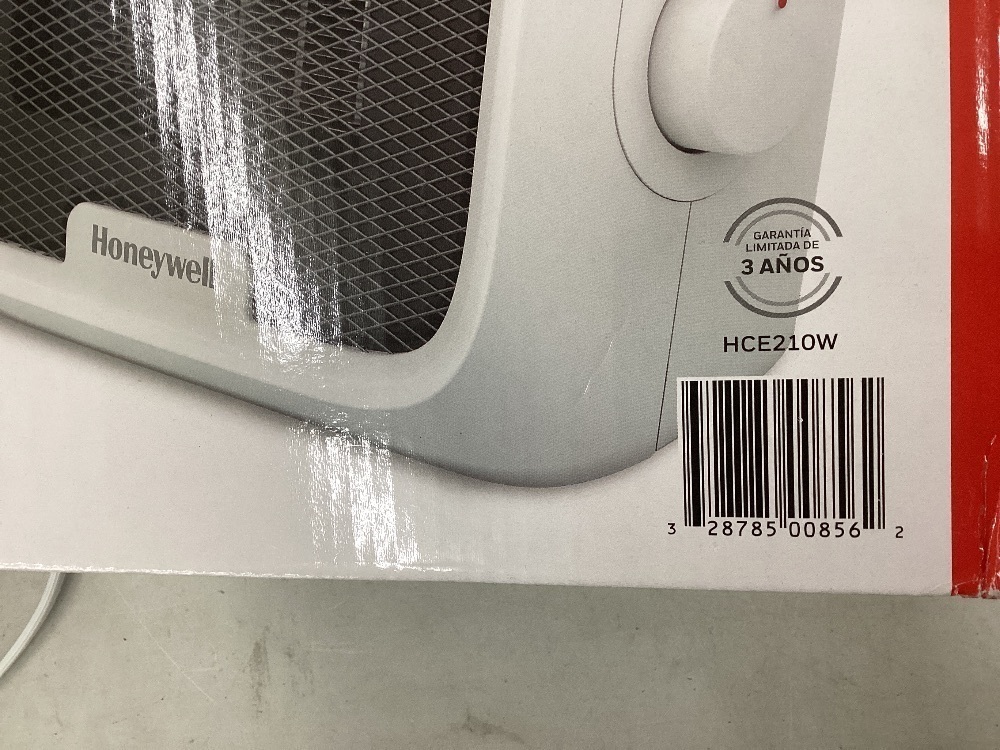 Honeywell
GARANTÍA
LIMITADA DE
3 AÑOS
HCE210W
3 28785 00856 2